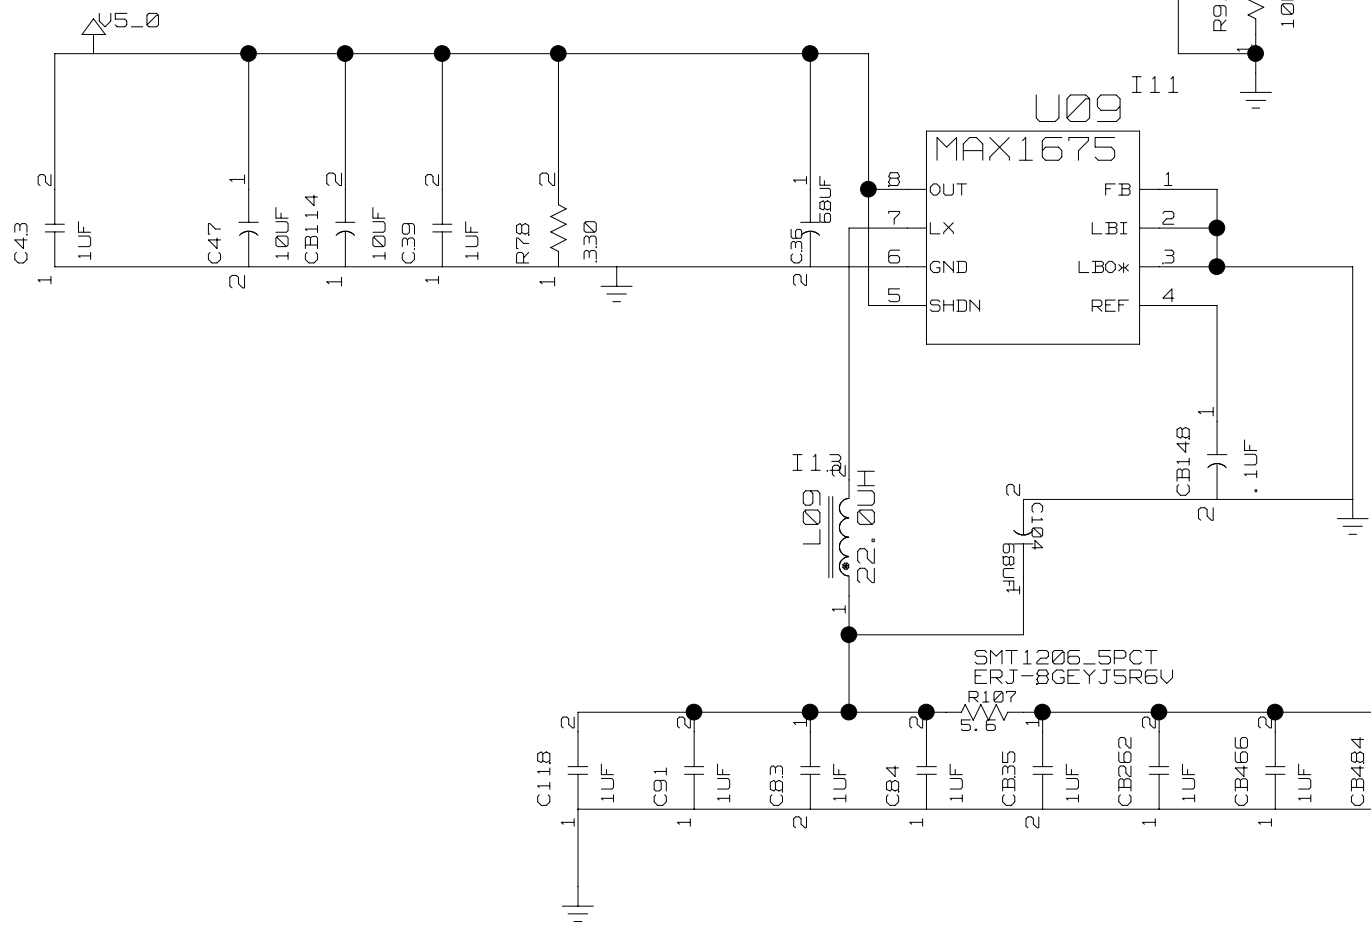 V5_0
R9
10
1
I11
U09
MAX1675
8 OUT FB 1
7 LX LBI 2
6 GND LBO* 3
5 SHDN REF 4
2 1 2 2 2 1
C43 1UF
C47 10UF
CB114 10UF
C39 1UF
R78 330
C36 68UF
1 2 1 1 1 2
I13
2
L09
22.0UH
1
2
C104
68UF
1
1
CB148
.1UF
2
SMT1206_5PCT
ERJ-8GEYJ5R6V
R107
5.6
2 2 1 2 1 2 2
C118 1UF
C91 1UF
C83 1UF
C84 1UF
CB35 1UF
CB262 1UF
CB466 1UF
CB484
1 1 2 1 2 1 1